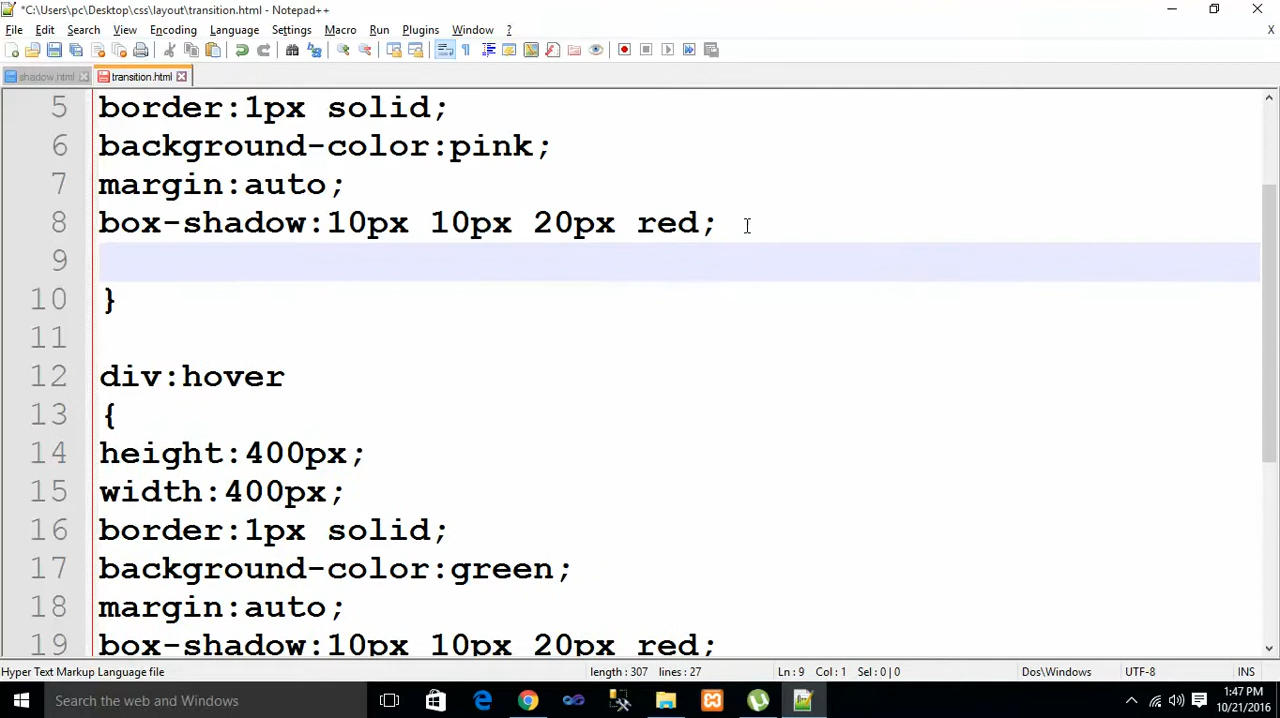 *C:\Users\pc\Desktop\css\layout\transition.html - Notepad++
File Edit Search View Encoding Language Settings Macro Run Plugins Window ? X
shadow.html transition.html
5 border:1px solid;
6 background-color:pink;
7 margin:auto;
8 box-shadow:10px 10px 20px red;
9
10 }
11
12 div:hover
13 {
14 height:400px;
15 width:400px;
16 border:1px solid;
17 background-color:green;
18 margin:auto;
19 box-shadow:10px 10px 20px red;
Hyper Text Markup Language file length : 307 lines : 27 Ln : 9 Col : 1 Sel : 0 | 0 Dos\Windows UTF-8 INS
Search the web and Windows
1:47 PM
10/21/2016